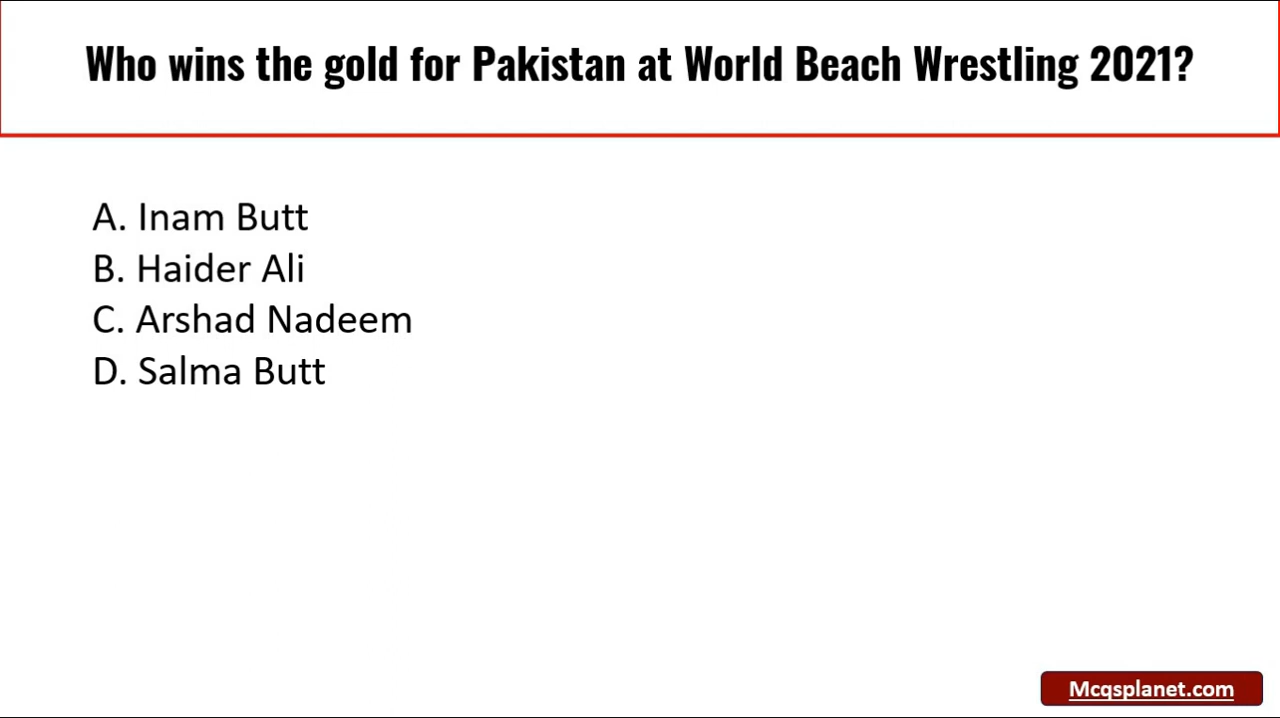 Who wins the gold for Pakistan at World Beach Wrestling 2021?
A. Inam Butt
B. Haider Ali
C. Arshad Nadeem
D. Salma Butt
Mcqsplanet.com